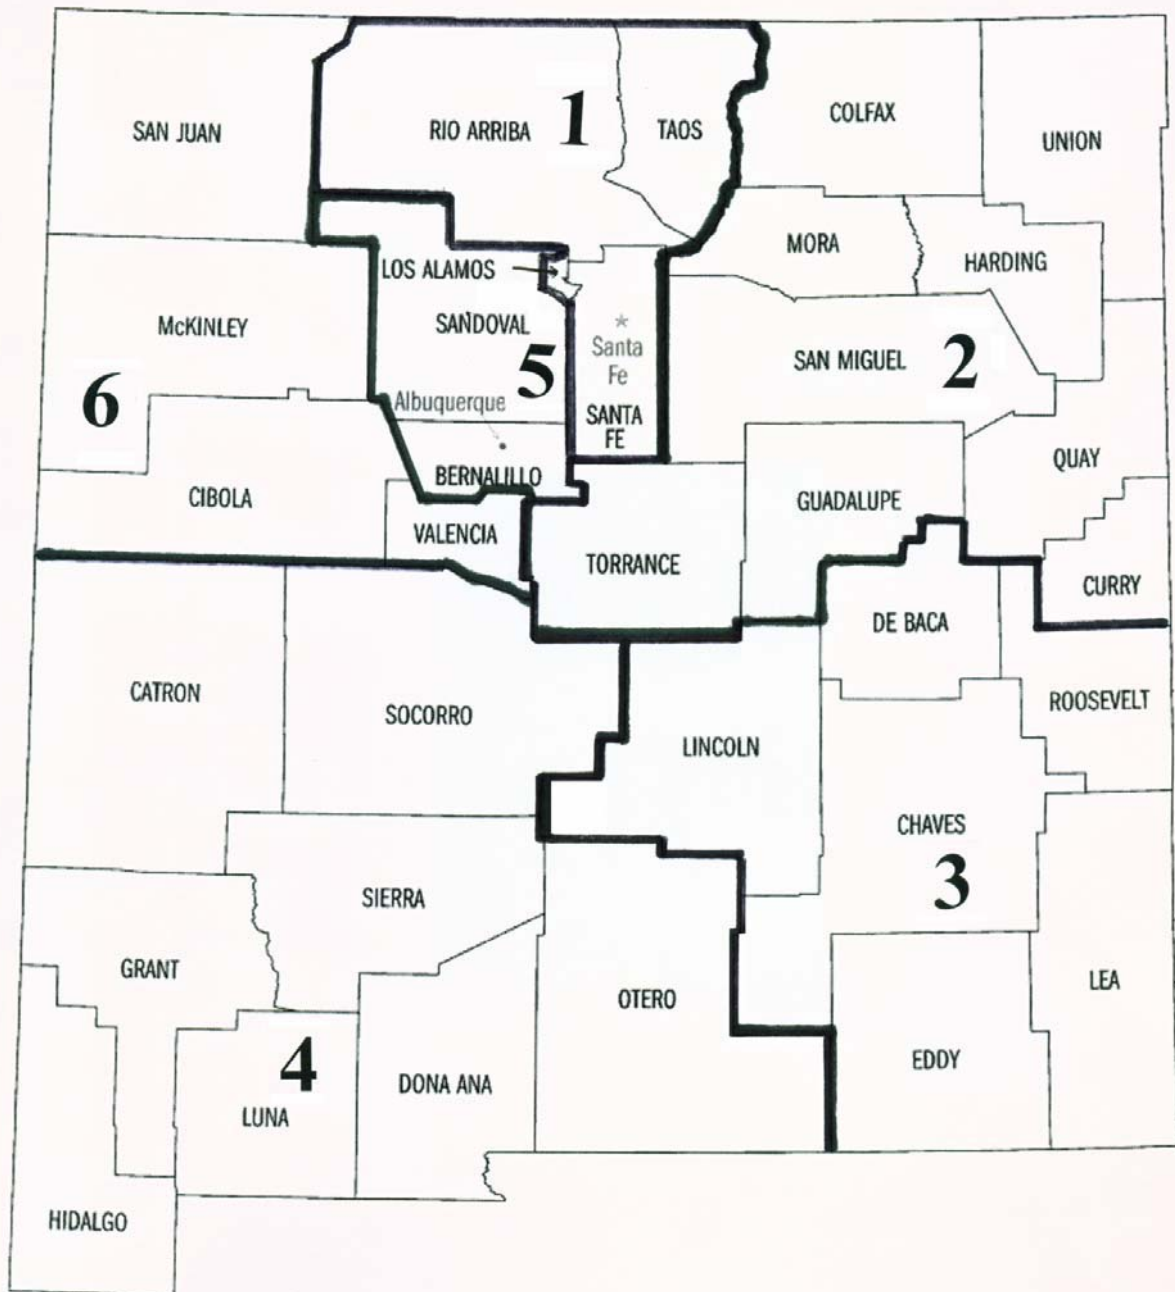 SAN JUAN
RIO ARRIBA
1
TAOS
COLFAX
UNION
MORA
HARDING
LOS ALAMOS
McKINLEY
SANDOVAL
*
Santa
Fe
SANTA
FE
5
SAN MIGUEL
2
6
Albuquerque
BERNALILLO
QUAY
CIBOLA
VALENCIA
GUADALUPE
TORRANCE
CURRY
DE BACA
CATRON
SOCORRO
LINCOLN
ROOSEVELT
CHAVES
3
SIERRA
GRANT
OTERO
LEA
4
LUNA
DONA ANA
EDDY
HIDALGO